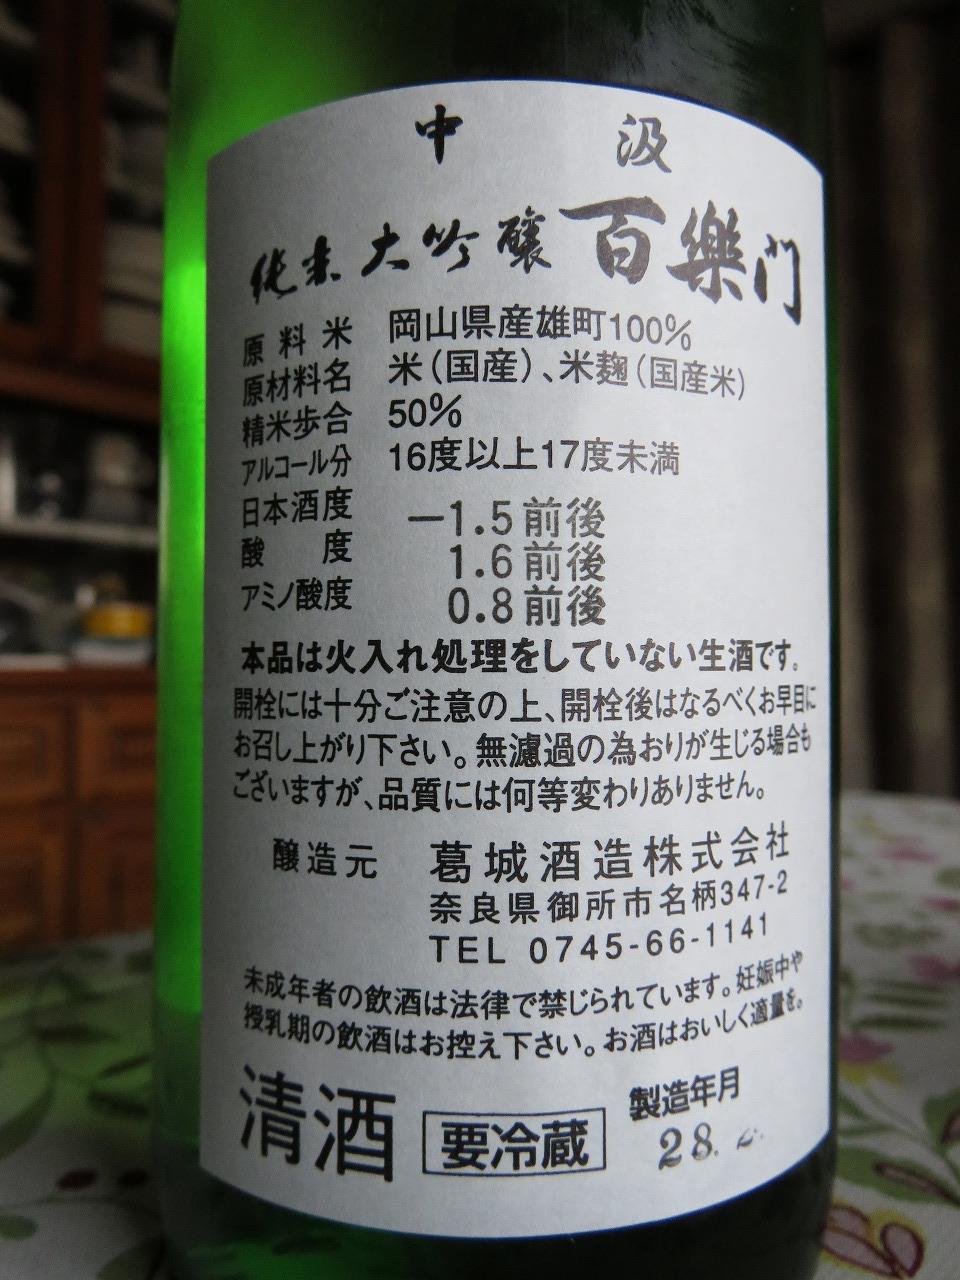 中 汲
純米大吟醸 百樂門
原料米 岡山県産雄町100%
原材料名 米(国産)、米麹(国産米)
精米歩合 50%
アルコール分 16度以上17度未満
日本酒度 －1.5前後
酸度 1.6前後
アミノ酸度 0.8前後
本品は火入れ処理をしていない生酒です。
開栓には十分ご注意の上、開栓後はなるべくお早目に
お召し上がり下さい。無濾過の為おりが生じる場合も
ございますが、品質には何等変わりありません。
醸造元 葛城酒造株式会社
奈良県御所市名柄347-2
TEL 0745-66-1141
未成年者の飲酒は法律で禁じられています。妊娠中や
授乳期の飲酒はお控え下さい。お酒はおいしく適量を。
清酒 要冷蔵 製造年月
28.